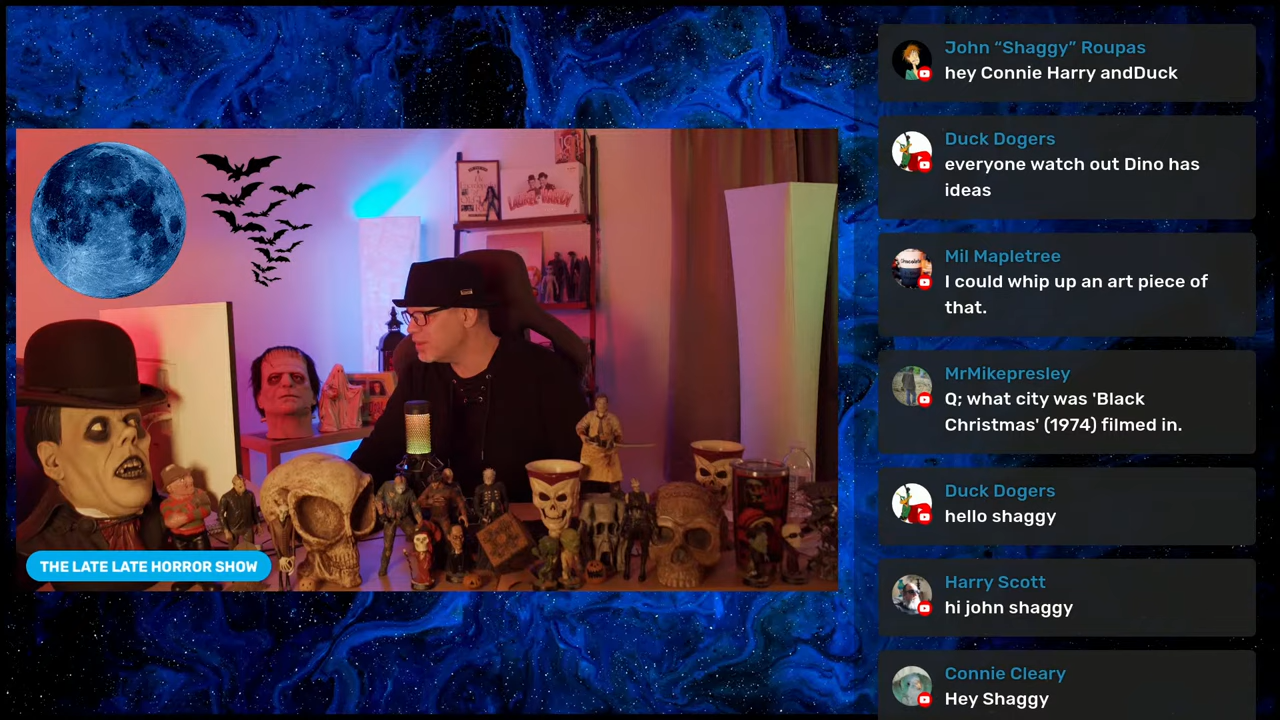 John “Shaggy” Roupas
hey Connie Harry andDuck
Duck Dogers
everyone watch out Dino has
ideas
Mil Mapletree
I could whip up an art piece of
that.
MrMikepresley
Q; what city was 'Black
Christmas' (1974) filmed in.
Duck Dogers
hello shaggy
Harry Scott
hi john shaggy
Connie Cleary
Hey Shaggy
LAUREL HARDY
THE LATE LATE HORROR SHOW